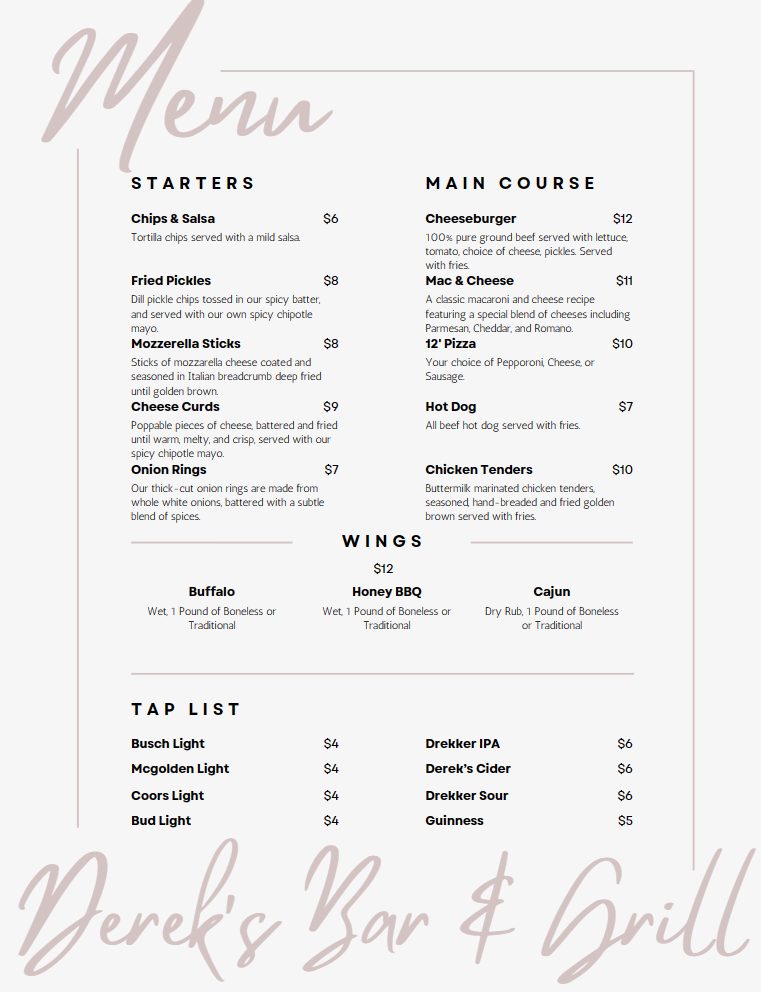 Menu
STARTERS
Chips & Salsa $6
Tortilla chips served with a mild salsa.
Fried Pickles $8
Dill pickle chips tossed in our spicy batter,
and served with our own spicy chipotle
mayo.
Mozzerella Sticks $8
Sticks of mozzarella cheese coated and
seasoned in Italian breadcrumb deep fried
until golden brown.
Cheese Curds $9
Poppable pieces of cheese, battered and fried
until warm, melty, and crisp, served with our
spicy chipotle mayo.
Onion Rings $7
Our thick-cut onion rings are made from
whole white onions, battered with a subtle
blend of spices.
MAIN COURSE
Cheeseburger $12
100% pure ground beef served with lettuce,
tomato, choice of cheese, pickles. Served
with fries.
Mac & Cheese $11
A classic macaroni and cheese recipe
featuring a special blend of cheeses including
Parmesan, Cheddar, and Romano.
12' Pizza $10
Your choice of Pepporoni, Cheese, or
Sausage.
Hot Dog $7
All beef hot dog served with fries.
Chicken Tenders $10
Buttermilk marinated chicken tenders,
seasoned, hand-breaded and fried golden
brown served with fries.
WINGS
$12
Buffalo
Wet, 1 Pound of Boneless or
Traditional
Honey BBQ
Wet, 1 Pound of Boneless or
Traditional
Cajun
Dry Rub, 1 Pound of Boneless
or Traditional
TAP LIST
Busch Light $4
Mcgolden Light $4
Coors Light $4
Bud Light $4
Drekker IPA $6
Derek's Cider $6
Drekker Sour $6
Guinness $5
Derek's Bar & Grill